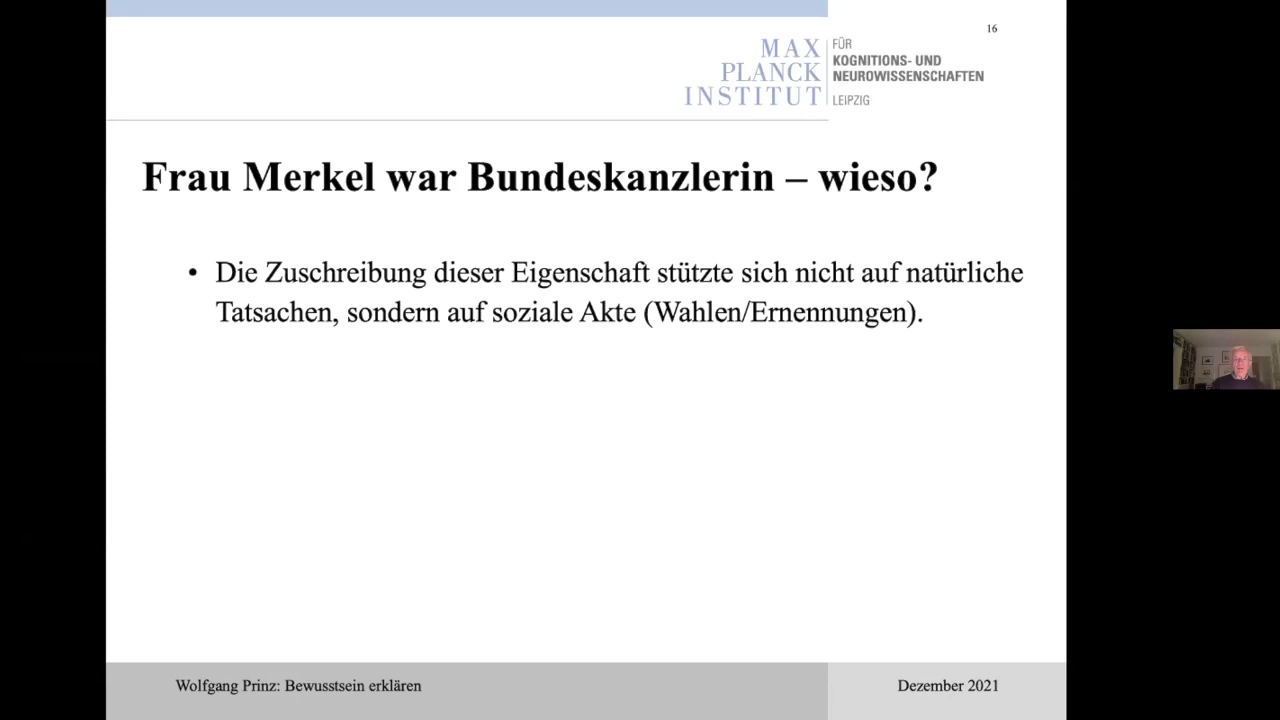 16
MAX
PLANCK
INSTITUT
FÜR
KOGNITIONS- UND
NEUROWISSENSCHAFTEN
LEIPZIG
Frau Merkel war Bundeskanzlerin – wieso?
• Die Zuschreibung dieser Eigenschaft stützte sich nicht auf natürliche
Tatsachen, sondern auf soziale Akte (Wahlen/Ernennungen).
Wolfgang Prinz: Bewusstsein erklären
Dezember 2021